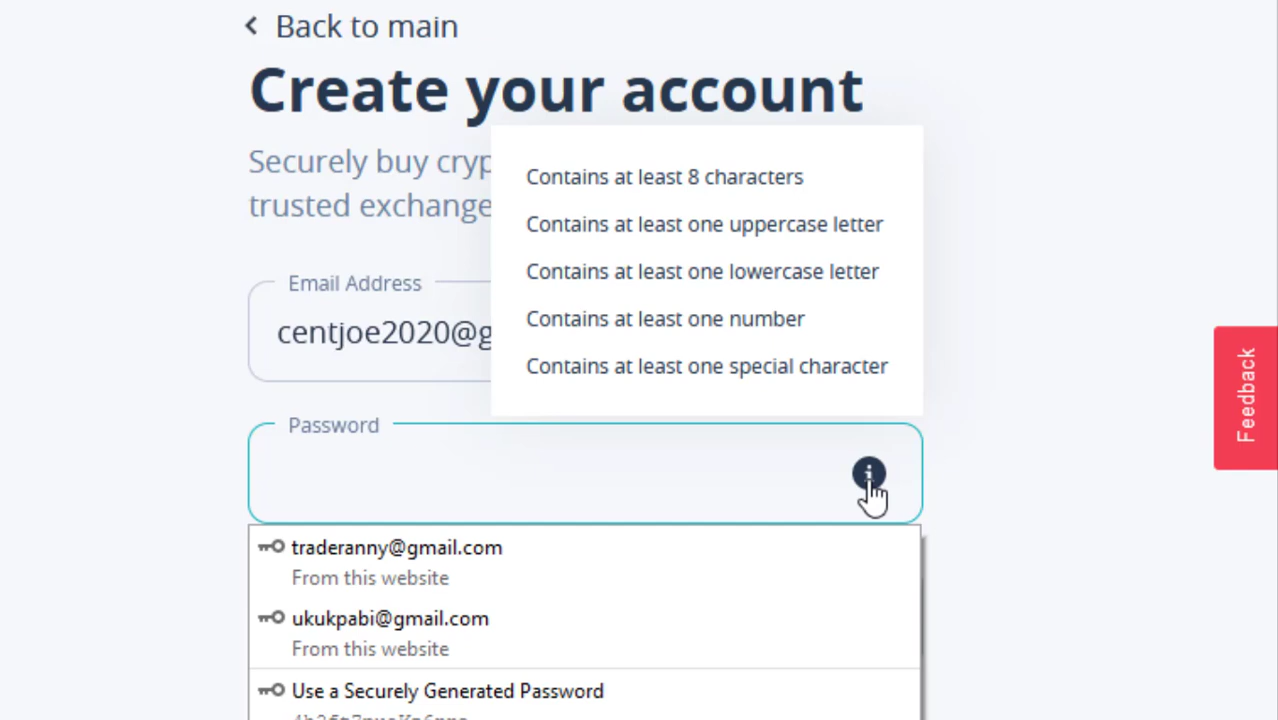 Back to main
Create your account
Securely buy cryp
trusted exchange
Contains at least 8 characters
Contains at least one uppercase letter
Contains at least one lowercase letter
Contains at least one number
Contains at least one special character
Email Address
centjoe2020@g
Password
Feedback
traderanny@gmail.com
From this website
ukukpabi@gmail.com
From this website
Use a Securely Generated Password